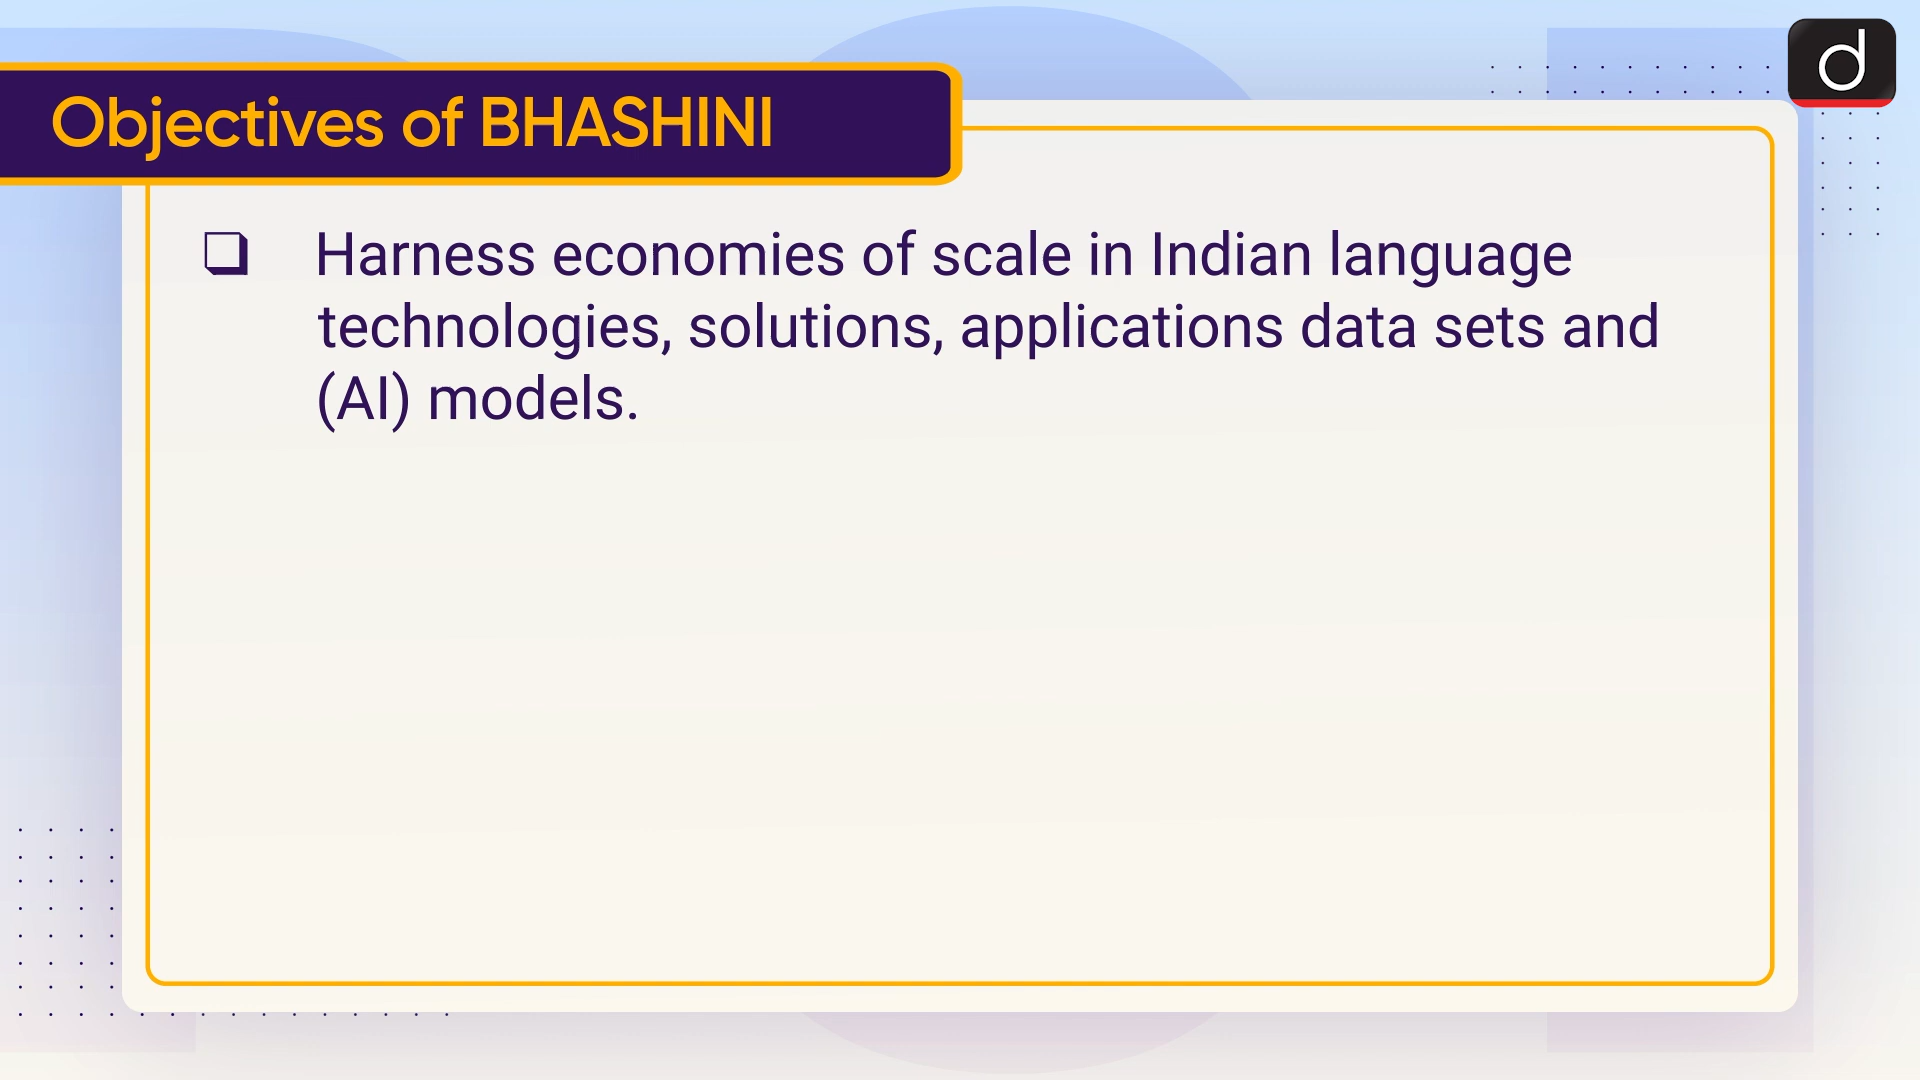 Objectives of BHASHINI
❑ Harness economies of scale in Indian language
technologies, solutions, applications data sets and
(AI) models.
d